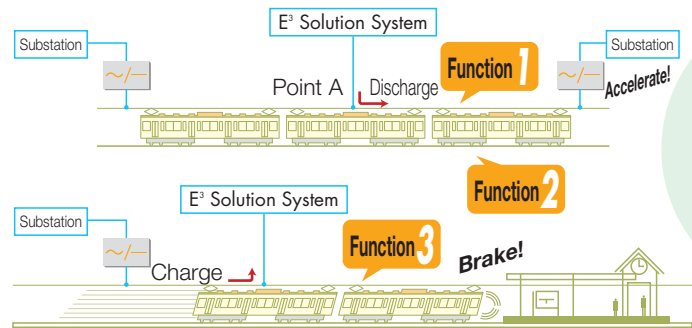 E³ Solution System
Substation
Substation
Point A
Discharge
Function 1
Accelerate!
Function 2
E³ Solution System
Substation
Function 3
Brake!
Charge